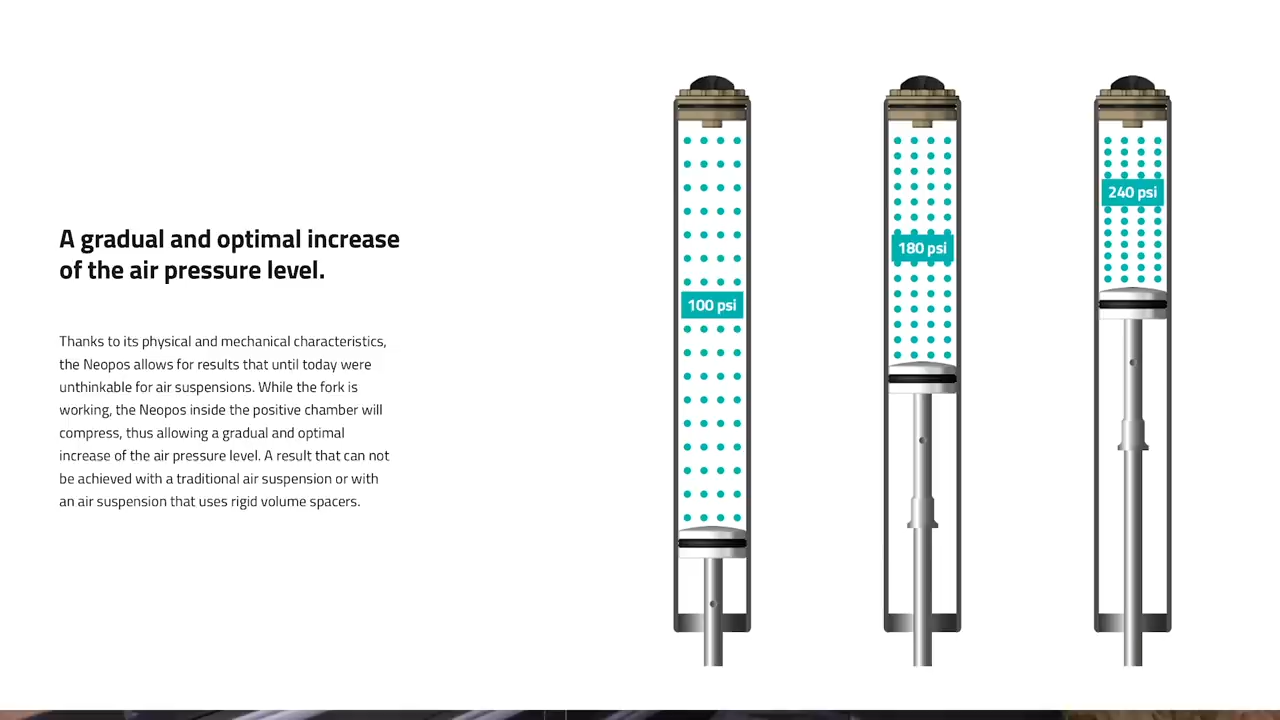 A gradual and optimal increase
of the air pressure level.
Thanks to its physical and mechanical characteristics,
the Neopos allows for results that until today were
unthinkable for air suspensions. While the fork is
working, the Neopos inside the positive chamber will
compress, thus allowing a gradual and optimal
increase of the air pressure level. A result that can not
be achieved with a traditional air suspension or with
an air suspension that uses rigid volume spacers.
100 psi
180 psi
240 psi